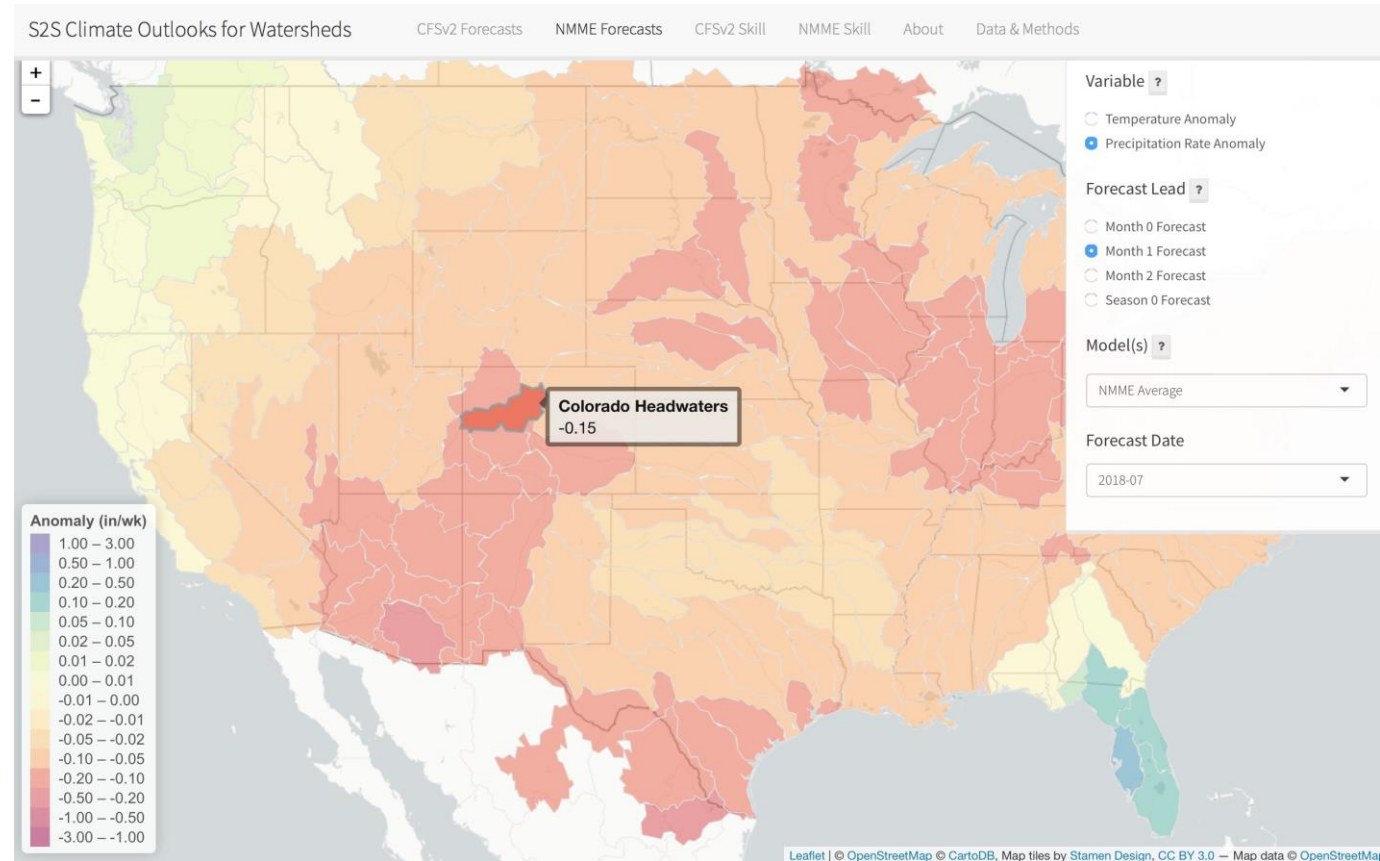 S2S Climate Outlooks for Watersheds
CFSv2 Forecasts
NMME Forecasts
CFSv2 Skill
NMME Skill
About
Data & Methods
+
−
Variable ?
Temperature Anomaly
Precipitation Rate Anomaly
Forecast Lead ?
Month 0 Forecast
Month 1 Forecast
Month 2 Forecast
Season 0 Forecast
Model(s) ?
NMME Average
Forecast Date
2018-07
Colorado Headwaters
-0.15
Anomaly (in/wk)
1.00 – 3.00
0.50 – 1.00
0.20 – 0.50
0.10 – 0.20
0.05 – 0.10
0.02 – 0.05
0.01 – 0.02
0.00 – 0.01
-0.01 – 0.00
-0.02 – -0.01
-0.05 – -0.02
-0.10 – -0.05
-0.20 – -0.10
-0.50 – -0.20
-1.00 – -0.50
-3.00 – -1.00
Leaflet | © OpenStreetMap © CartoDB, Map tiles by Stamen Design, CC BY 3.0 — Map data © OpenStreetMap